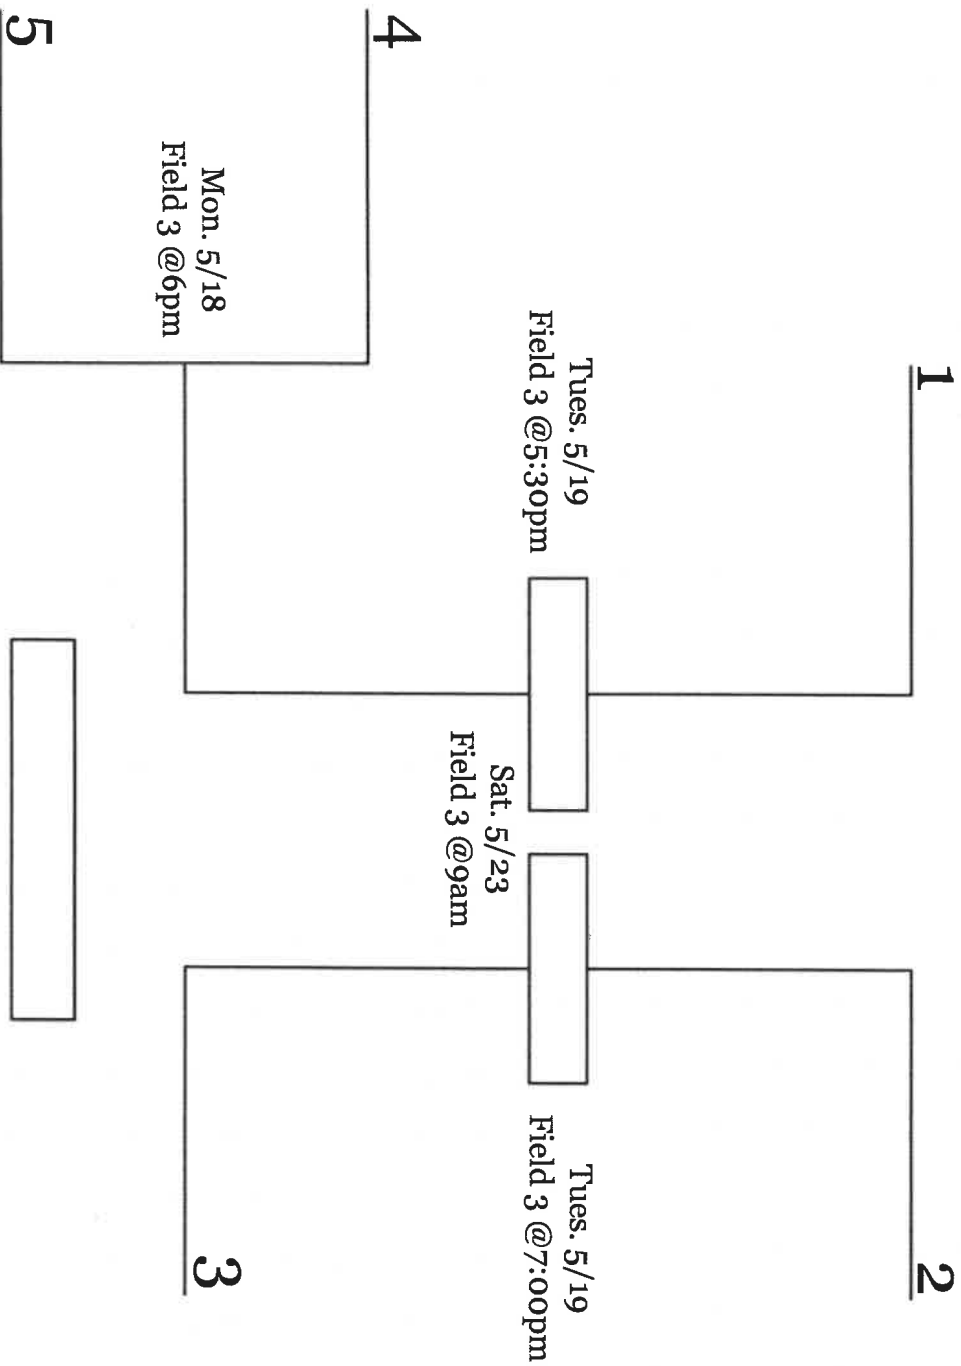 1
2
Tues. 5/19
Field 3 @5:30pm
Tues. 5/19
Field 3 @7:00pm
Sat. 5/23
Field 3 @9am
4
Mon. 5/18
Field 3 @6pm
3
5